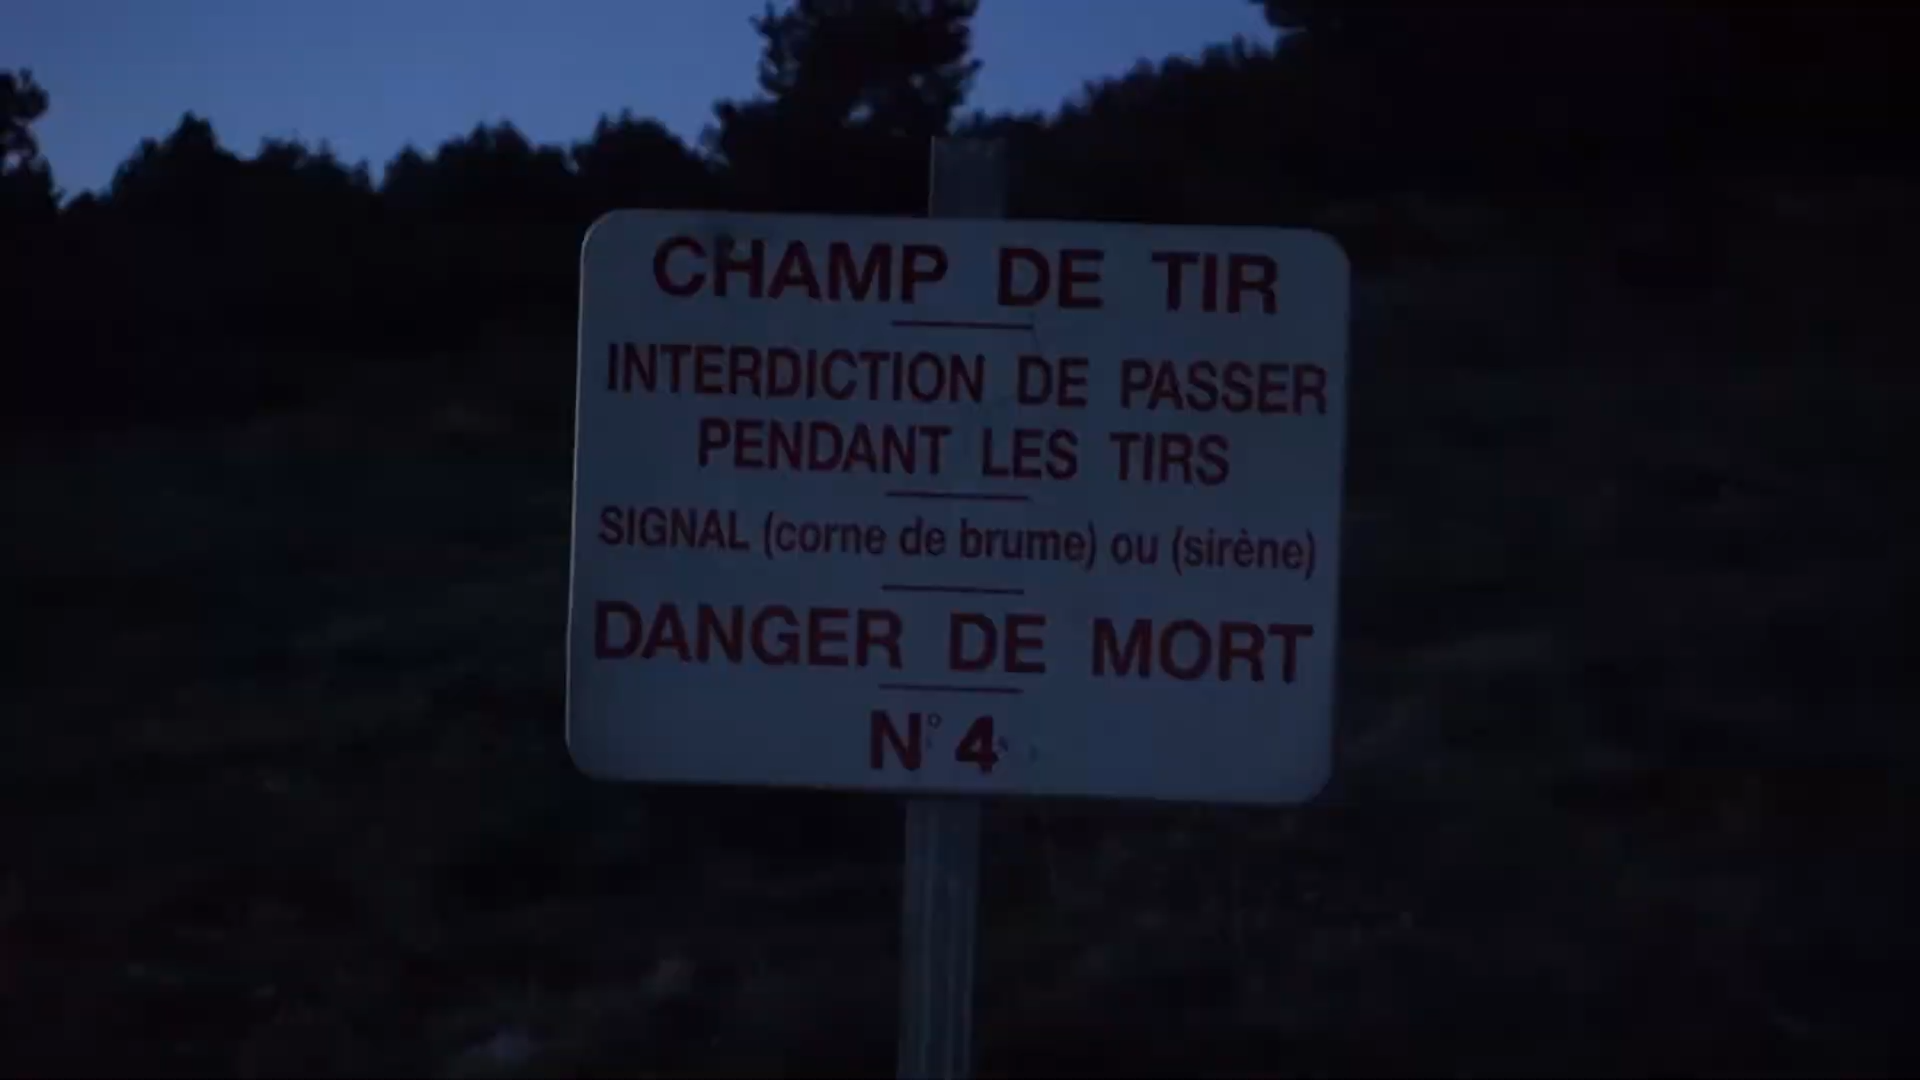 CHAMP DE TIR
INTERDICTION DE PASSER
PENDANT LES TIRS
SIGNAL (corne de brume) ou (sirène)
DANGER DE MORT
N° 4